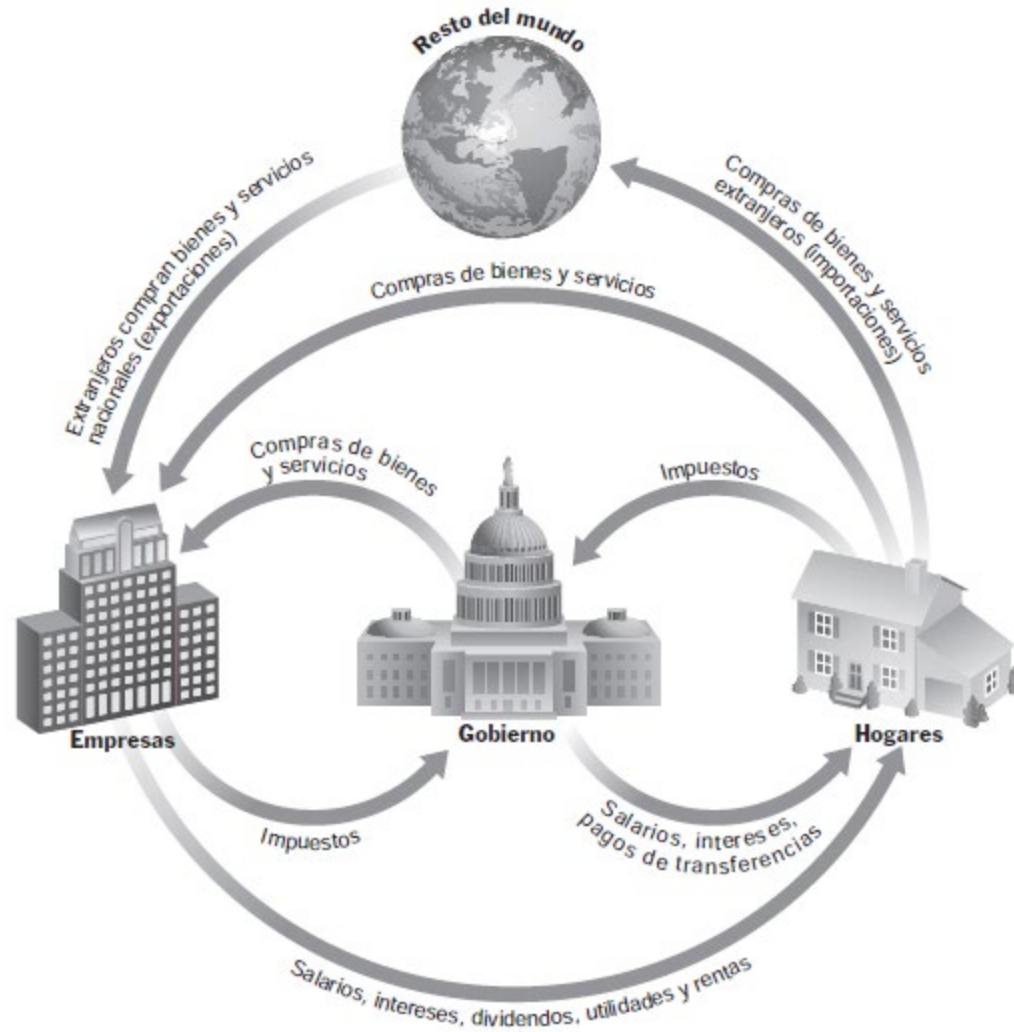 Resto del mundo
Extranjeros compran bienes y servicios
nacionales (exportaciones)
Compras de bienes y servicios
extranjeros (importaciones)
Compras de bienes y servicios
Compras de bienes
y servicios
Impuestos
Empresas
Gobierno
Hogares
Impuestos
Salarios, intereses,
pagos de transferencias
Salarios, intereses, dividendos, utilidades y rentas